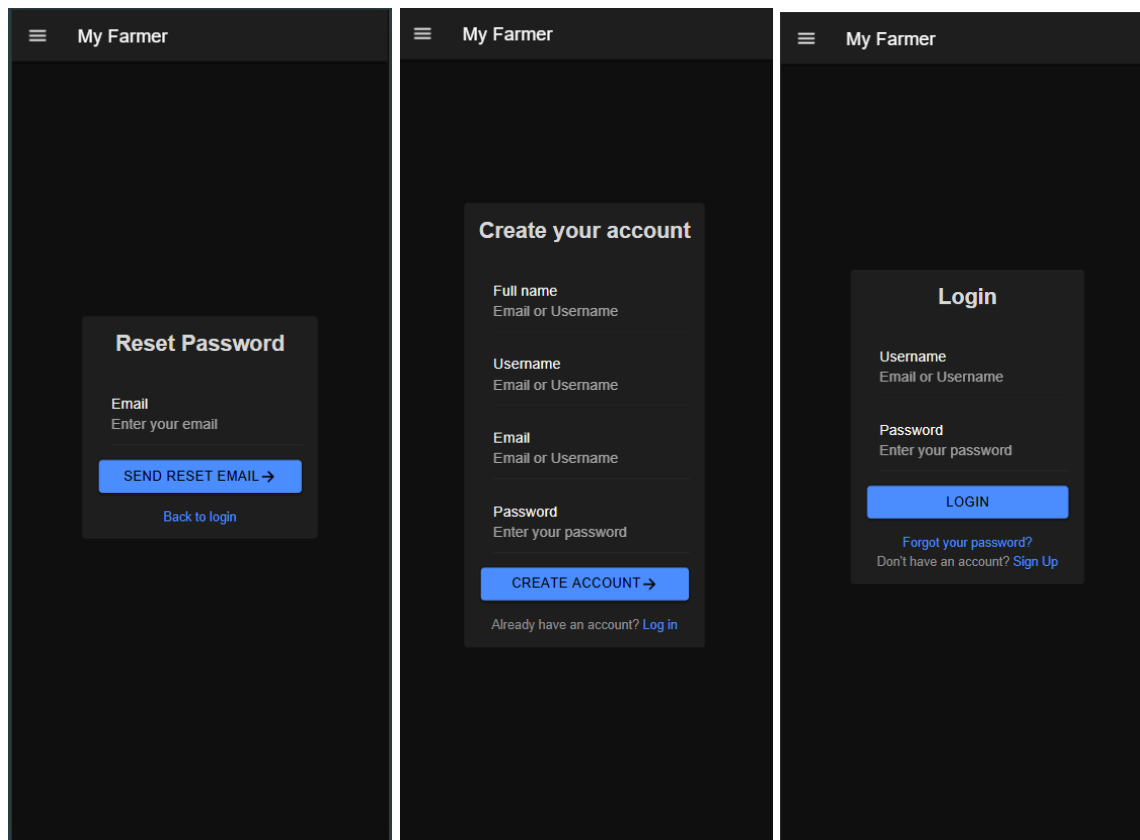 My Farmer
Reset Password
Email
Enter your email
SEND RESET EMAIL→
Back to login
My Farmer
Create your account
Full name
Email or Username
Username
Email or Username
Email
Email or Username
Password
Enter your password
CREATE ACCOUNT→
Already have an account? Log in
My Farmer
Login
Username
Email or Username
Password
Enter your password
LOGIN
Forgot your password?
Don't have an account? Sign Up